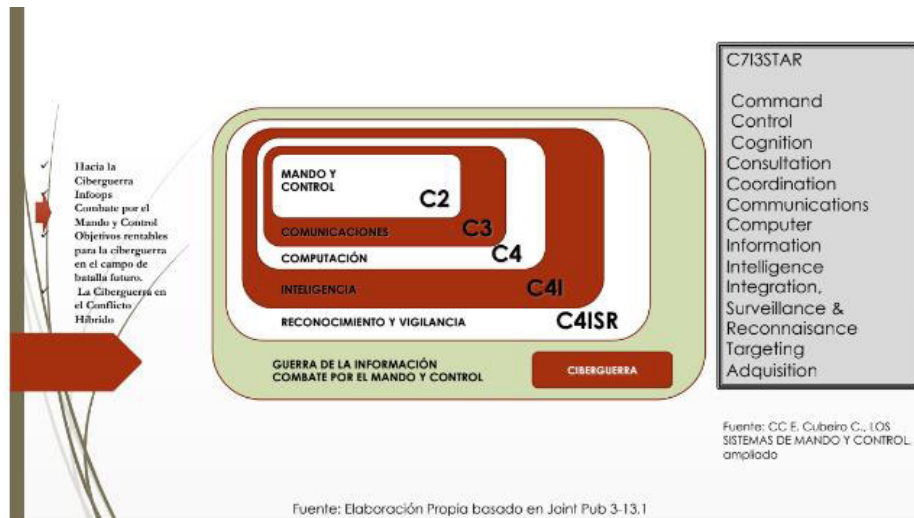 Hacia la
Ciberguerra
Infoops
Combate por el
Mando y Control
Objetivos rentables
para la ciberguerra
en el campo de
batalla futuro.
La Ciberguerra en
el Conflicto
Híbrido
MANDO Y
CONTROL
C2
COMUNICACIONES
C3
COMPUTACIÓN
C4
INTELIGENCIA
C4I
RECONOCIMIENTO Y VIGILANCIA
C4ISR
GUERRA DE LA INFORMACIÓN
COMBATE POR EL MANDO Y CONTROL
CIBERGUERRA
C7I3STAR
Command
Control
Cognition
Consultation
Coordination
Communications
Computer
Information
Intelligence
Integration,
Surveillance &
Reconnaisance
Targeting
Adquisition
Fuente: CC E. Cubeiro C., LOS
SISTEMAS DE MANDO Y CONTROL.
ampliado
Fuente: Elaboración Propia basado en Joint Pub 3-13.1